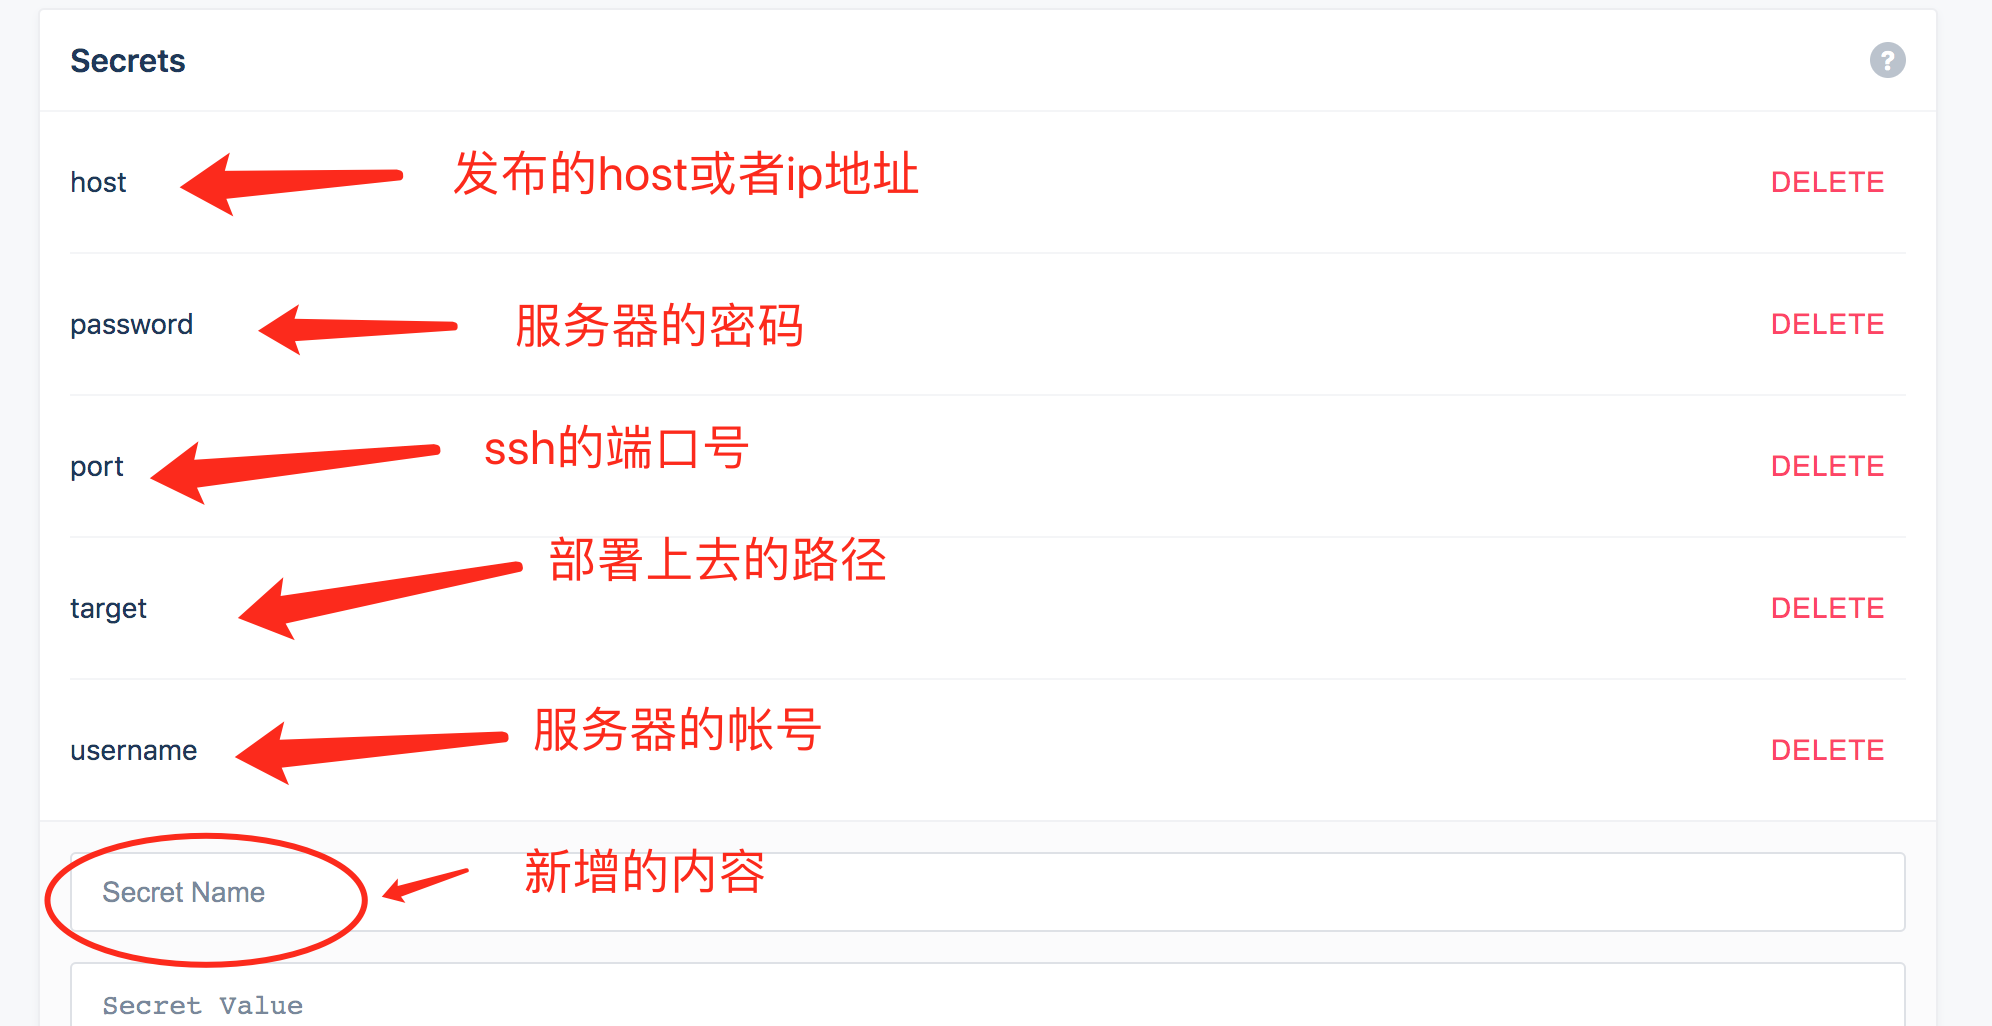 Secrets
?
host
发布的host或者ip地址
DELETE
password
服务器的密码
DELETE
port
ssh的端口号
DELETE
target
部署上去的路径
DELETE
username
服务器的帐号
DELETE
Secret Name
新增的内容
Secret Value